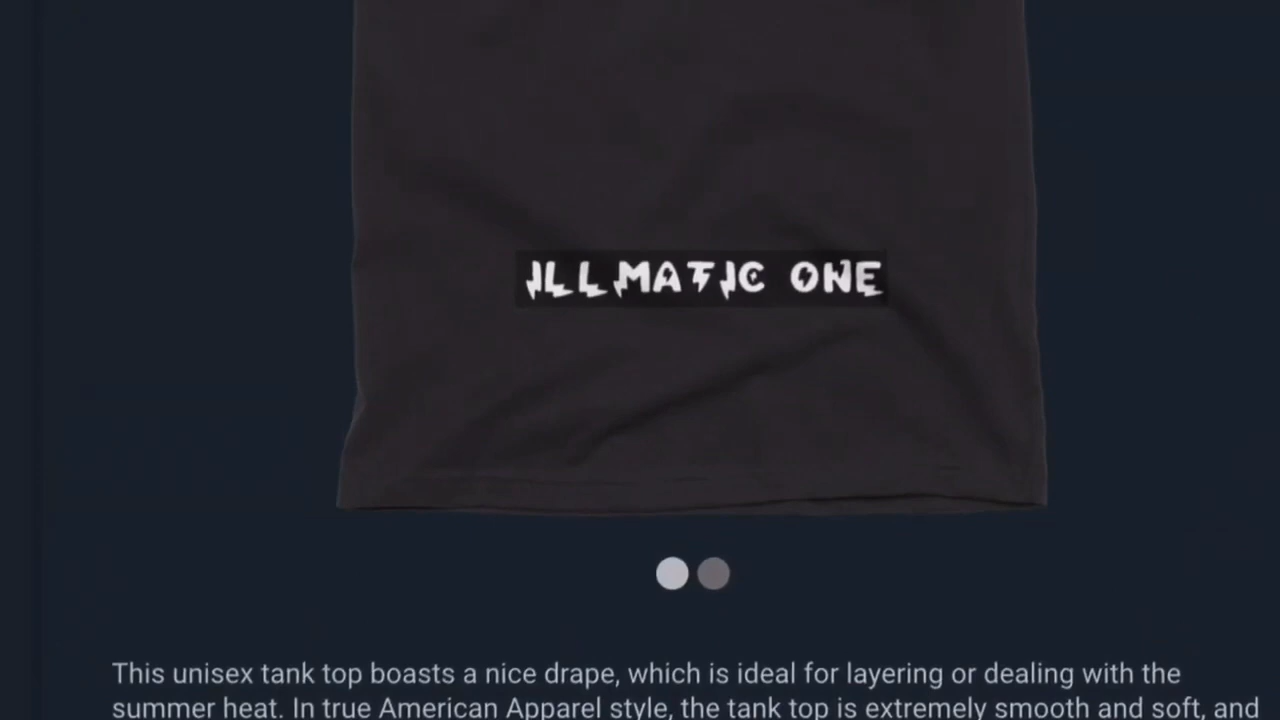 ILLMATIC ONE
This unisex tank top boasts a nice drape, which is ideal for layering or dealing with the
summer heat. In true American Apparel style, the tank top is extremely smooth and soft, and